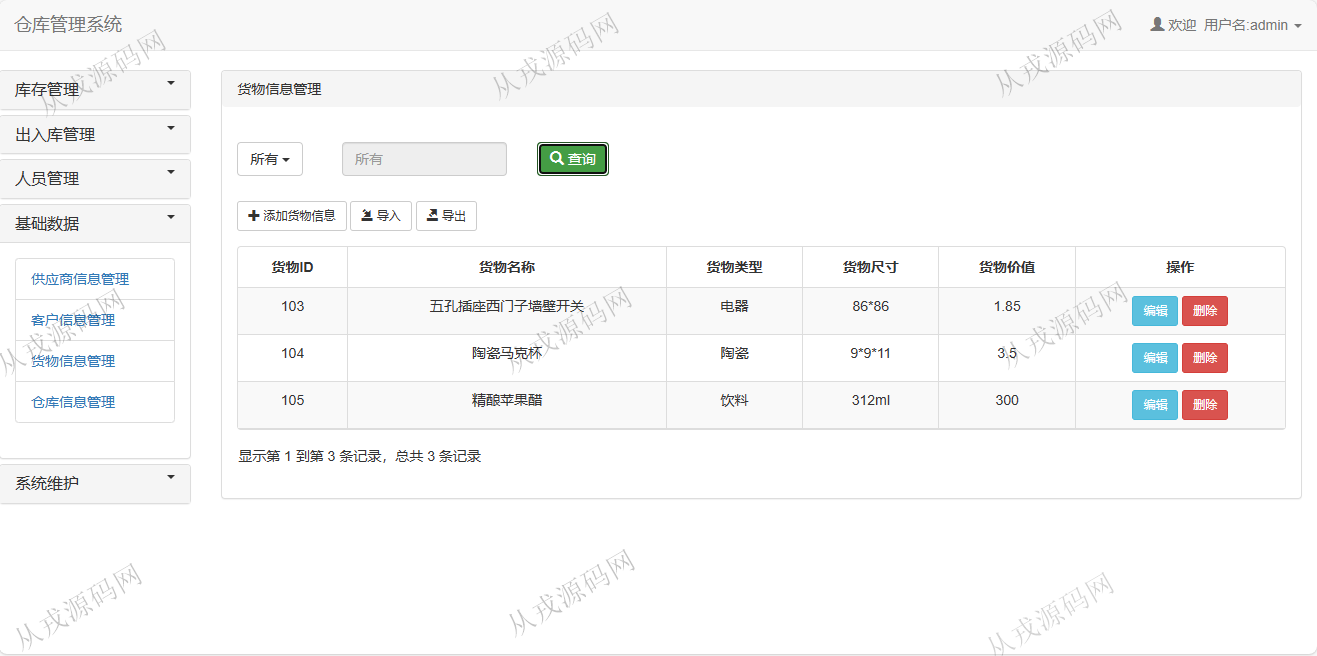 仓库管理系统
欢迎 用户名:admin
库存管理
出入库管理
人员管理
基础数据
供应商信息管理
客户信息管理
货物信息管理
仓库信息管理
系统维护
货物信息管理
所有 所有 查询
添加货物信息 导入 导出
货物ID 货物名称 货物类型 货物尺寸 货物价值 操作
103 五孔插座西门子墙壁开关 电器 86*86 1.85 编辑 删除
104 陶瓷马克杯 陶瓷 9*9*11 3.5 编辑 删除
105 精酿苹果醋 饮料 312ml 300 编辑 删除
显示第 1 到第 3 条记录，总共 3 条记录
从戎源码网
从戎源码网
从戎源码网
从戎源码网
从戎源码网
从戎源码网
从戎源码网
从戎源码网
从戎源码网